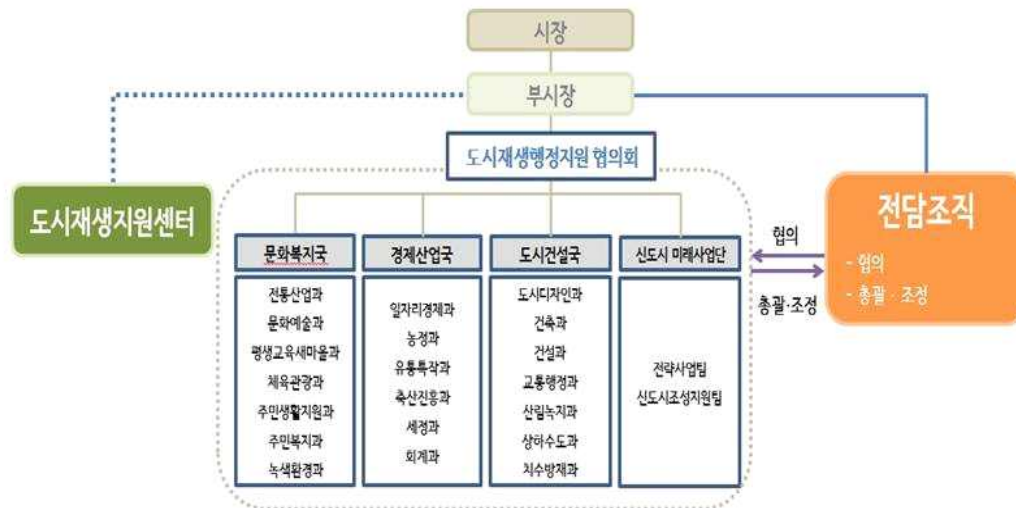 시장
부시장
도시재생행정지원 협의회
도시재생지원센터
전담조직
- 협의
- 총괄 · 조정
협의
총괄·조정
문화복지국
전통산업과
문화예술과
평생교육새마을과
체육관광과
주민생활지원과
주민복지과
녹색환경과
경제산업국
일자리경제과
농정과
유통특작과
축산진흥과
세정과
회계과
도시건설국
도시디자인과
건축과
건설과
교통행정과
산림녹지과
상하수도과
치수방재과
신도시 미래사업단
전략사업팀
신도시조성지원팀